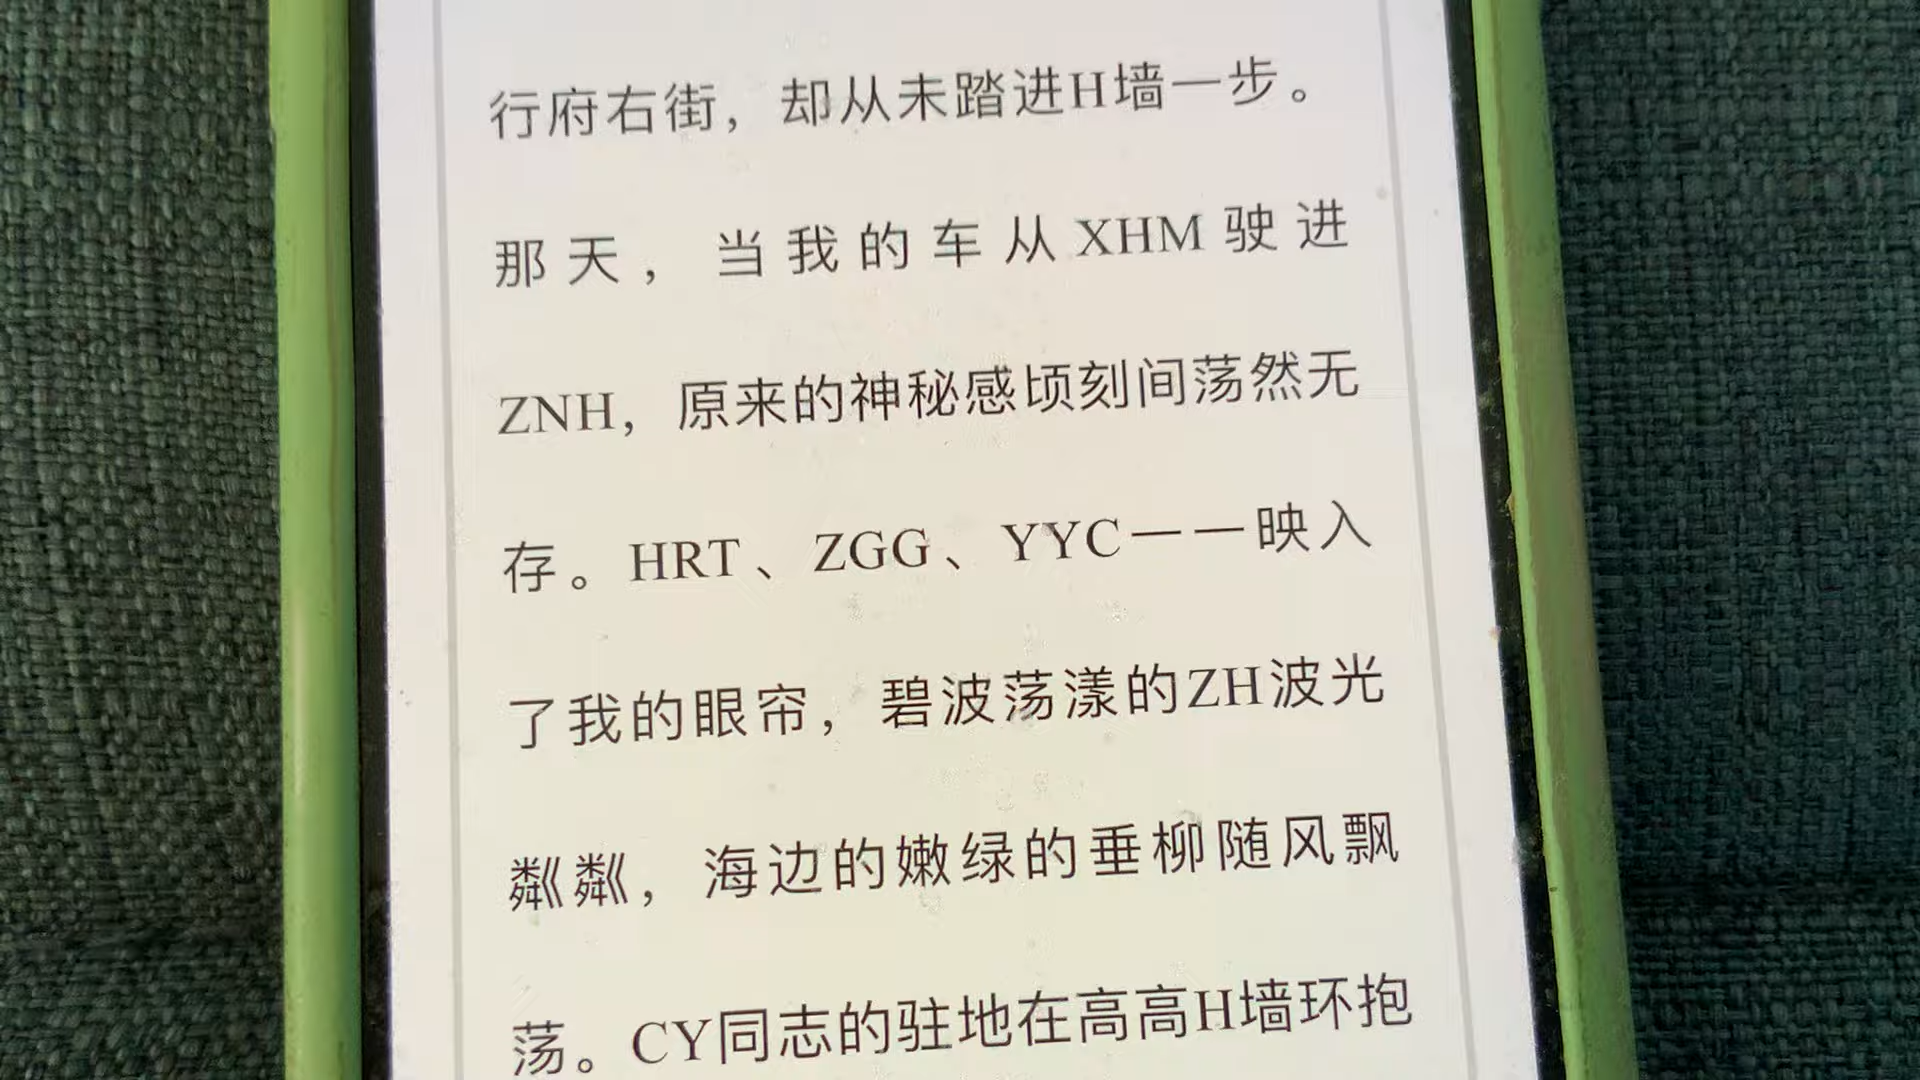 行府右街，却从未踏进H墙一步。
那天，当我的车从XHM驶进
ZNH，原来的神秘感顷刻间荡然无
存。HRT、ZGG、YYC一一映入
了我的眼帘，碧波荡漾的ZH波光
粼粼，海边的嫩绿的垂柳随风飘
荡。CY同志的驻地在高高H墙环抱